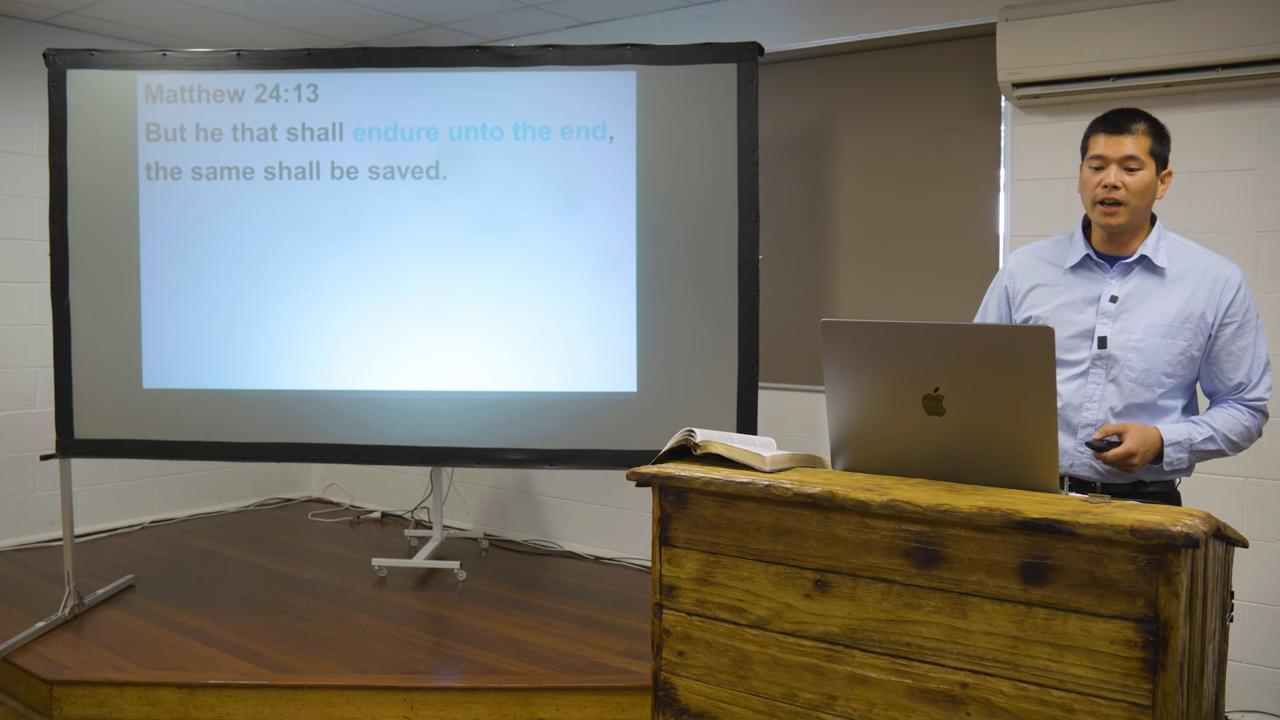 Matthew 24:13
But he that shall endure unto the end,
the same shall be saved.